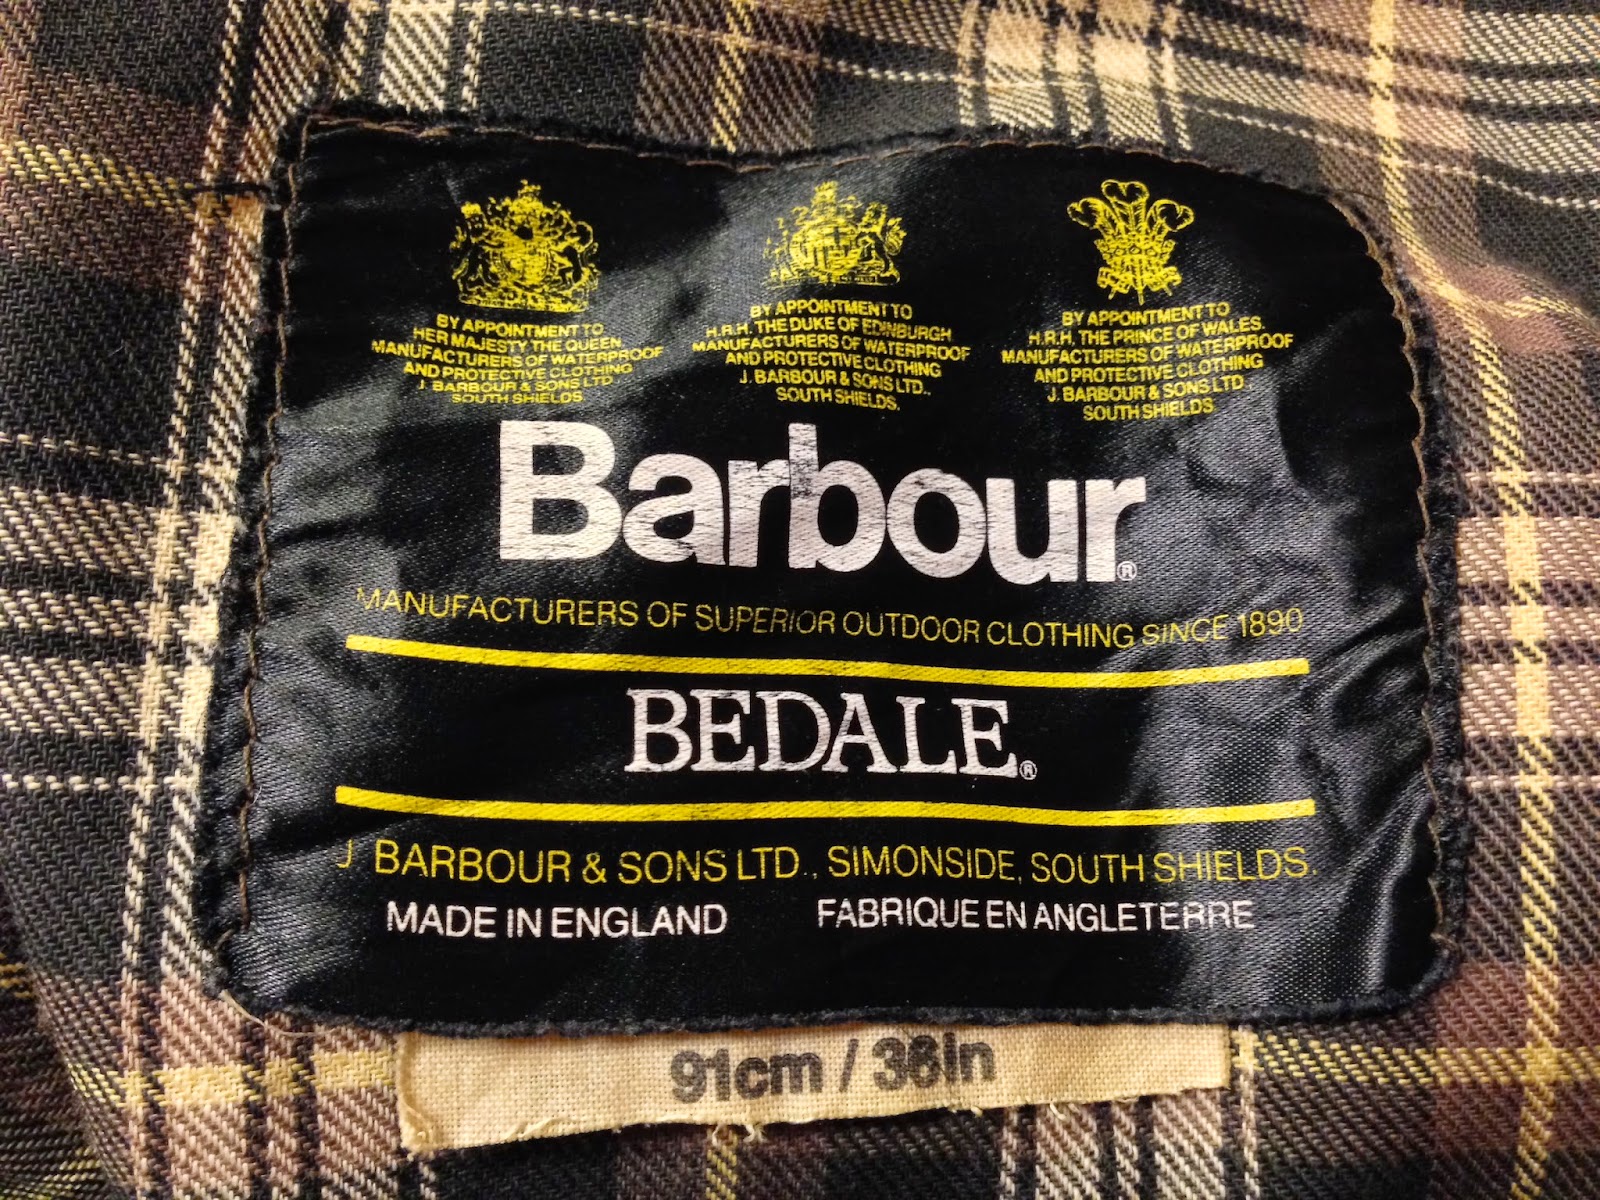 BY APPOINTMENT TO
HER MAJESTY THE QUEEN
MANUFACTURERS OF WATERPROOF
AND PROTECTIVE CLOTHING
J. BARBOUR & SONS LTD.
SOUTH SHIELDS
BY APPOINTMENT TO
H.R.H. THE DUKE OF EDINBURGH
MANUFACTURERS OF WATERPROOF
AND PROTECTIVE CLOTHING
J. BARBOUR & SONS LTD.,
SOUTH SHIELDS.
BY APPOINTMENT TO
H.R.H. THE PRINCE OF WALES.
MANUFACTURERS OF WATERPROOF
AND PROTECTIVE CLOTHING
J. BARBOUR & SONS LTD.
SOUTH SHIELDS
Barbour®
MANUFACTURERS OF SUPERIOR OUTDOOR CLOTHING SINCE 1890
BEDALE®
J. BARBOUR & SONS LTD., SIMONSIDE, SOUTH SHIELDS.
MADE IN ENGLAND FABRIQUE EN ANGLETERRE
91cm / 36in